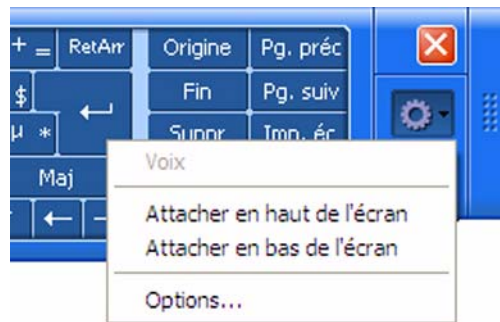 + = RetArr Origine Pg. préc
$ Fin Pg. suiv
µ * Suppr Imp. éc
Maj
Voix
Attacher en haut de l'écran
Attacher en bas de l'écran
Options...